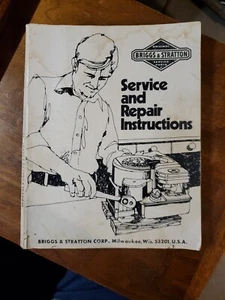 BRIGGS & STRATTON
Service
and
Repair
Instructions
BRIGGS & STRATTON CORP., Milwaukee, Wis. 53201, U.S.A.